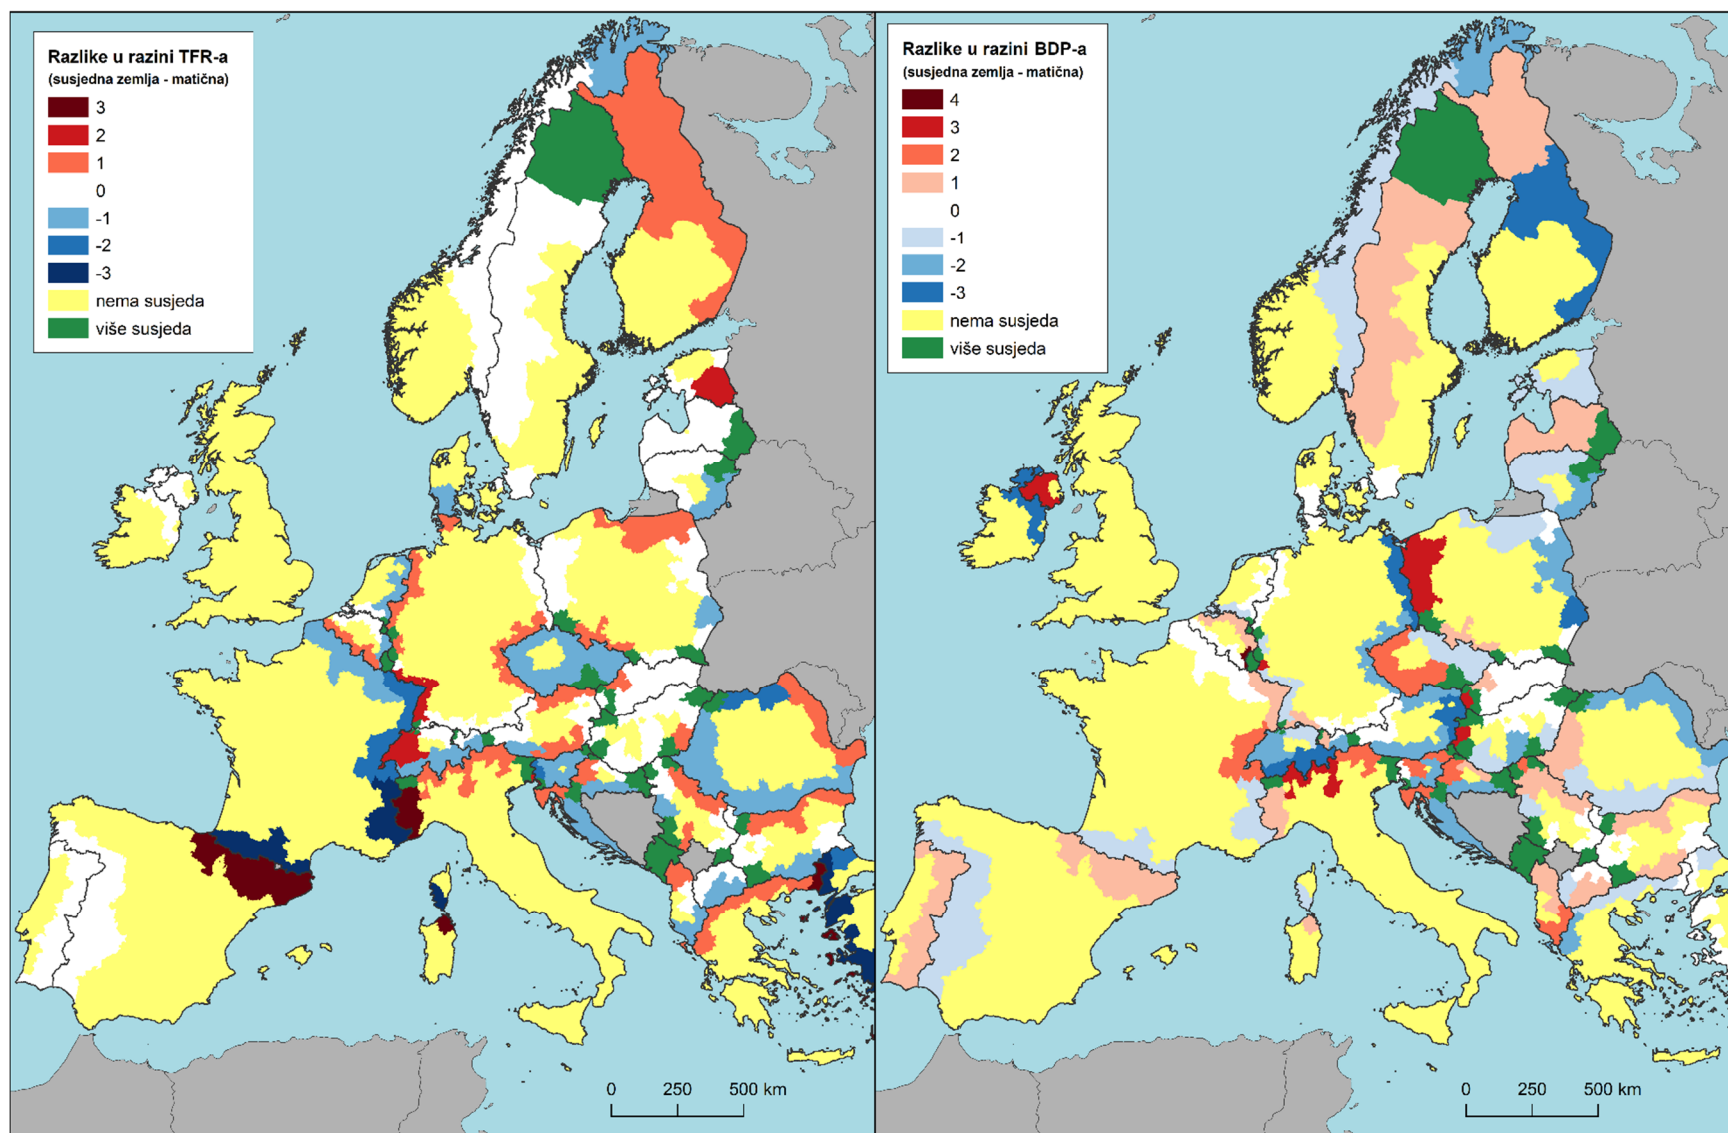 Razlike u razini TFR-a
(susjedna zemlja - matična)
3
2
1
0
-1
-2
-3
nema susjeda
više susjeda
0 250 500 km
Razlike u razini BDP-a
(susjedna zemlja - matična)
4
3
2
1
0
-1
-2
-3
nema susjeda
više susjeda
0 250 500 km